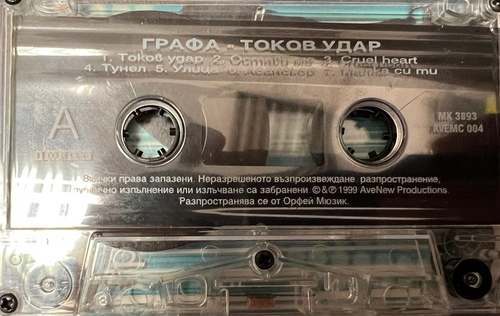 ГРАФА - ТОКОВ УДАР
1. Токов удар 2. Остави ме 3. Cruel heart
4. Тунел 5. Улица 6. Асансьор 7. Малка си ти
A
MK 3893
AVEMC 004
Всички права запазени. Неразрешеното възпроизвеждане, разпространение,
публично изпълнение или излъчване са забранени ©&℗ 1999 AveNew Productions
Разпространява се от Орфей Мюзик.